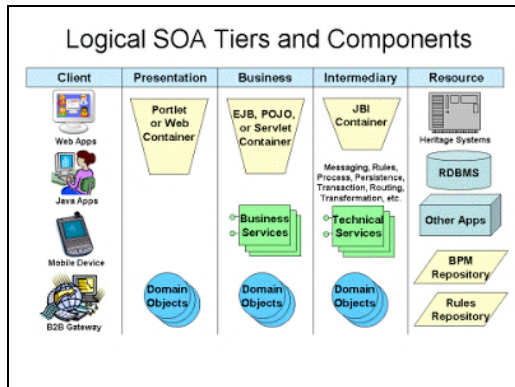 Logical SOA Tiers and Components
Client
Presentation
Business
Intermediary
Resource
Web Apps
Java Apps
Mobile Device
B2B Gateway
Portlet
or Web
Container
Domain
Objects
EJB, POJO,
or Servlet
Container
Business
Services
Domain
Objects
JBI
Container
Messaging, Rules,
Process, Persistence,
Transaction, Routing,
Transformation, etc.
Technical
Services
Domain
Objects
Heritage Systems
RDBMS
Other Apps
BPM
Repository
Rules
Repository